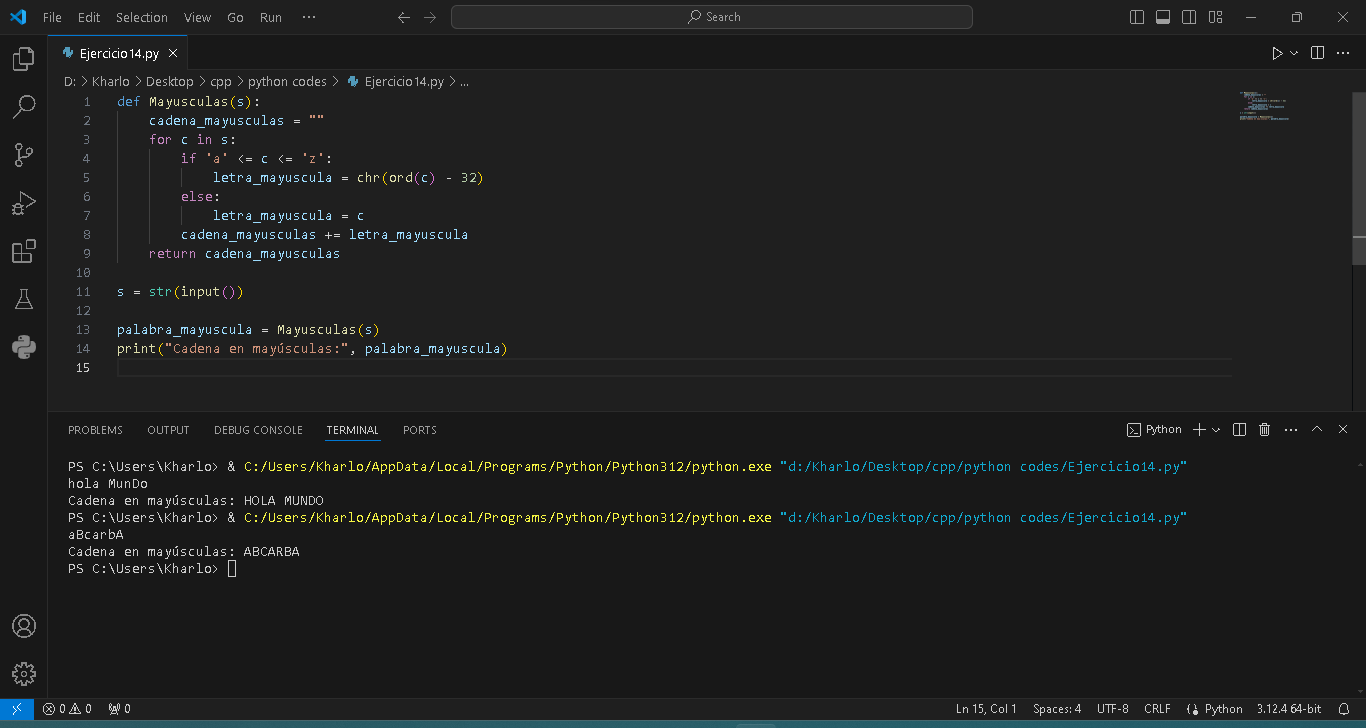 File Edit Selection View Go Run ··· Search
Ejercicio14.py
D: > Kharlo > Desktop > cpp > python codes > Ejercicio14.py > ...
1 def Mayusculas(s):
2 cadena_mayusculas = ""
3 for c in s:
4 if 'a' <= c <= 'z':
5 letra_mayuscula = chr(ord(c) - 32)
6 else:
7 letra_mayuscula = c
8 cadena_mayusculas += letra_mayuscula
9 return cadena_mayusculas
10
11 s = str(input())
12
13 palabra_mayuscula = Mayusculas(s)
14 print("Cadena en mayúsculas:", palabra_mayuscula)
15
PROBLEMS OUTPUT DEBUG CONSOLE TERMINAL PORTS Python
PS C:\Users\Kharlo> & C:/Users/Kharlo/AppData/Local/Programs/Python/Python312/python.exe "d:/Kharlo/Desktop/cpp/python codes/Ejercicio14.py"
hola MunDo
Cadena en mayúsculas: HOLA MUNDO
PS C:\Users\Kharlo> & C:/Users/Kharlo/AppData/Local/Programs/Python/Python312/python.exe "d:/Kharlo/Desktop/cpp/python codes/Ejercicio14.py"
aBcarbA
Cadena en mayúsculas: ABCARBA
PS C:\Users\Kharlo>
0 0 0 Ln 15, Col 1 Spaces: 4 UTF-8 CRLF Python 3.12.4 64-bit